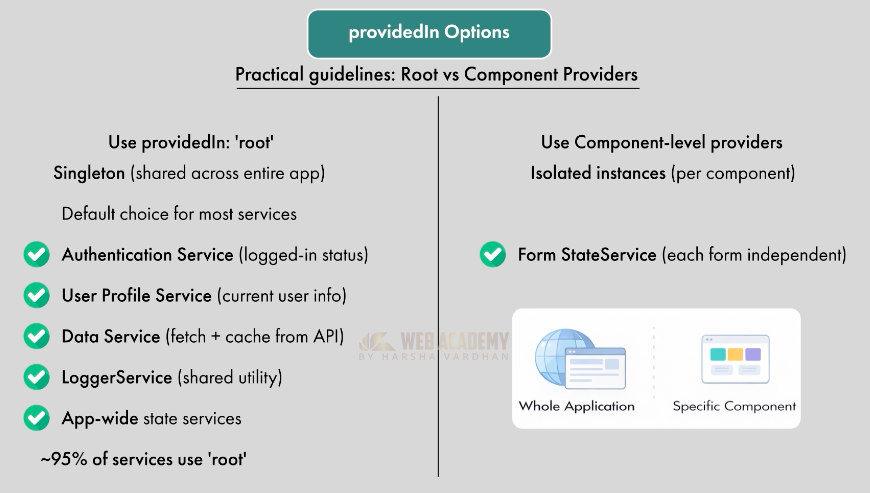 providedIn Options
Practical guidelines: Root vs Component Providers
Use providedIn: 'root'
Singleton (shared across entire app)
Default choice for most services
Authentication Service (logged-in status)
User Profile Service (current user info)
Data Service (fetch + cache from API)
LoggerService (shared utility)
App-wide state services
~95% of services use 'root'
Use Component-level providers
Isolated instances (per component)
Form StateService (each form independent)
Whole Application
Specific Component
WEB ACADEMY
BY HARSHA VARDHAN